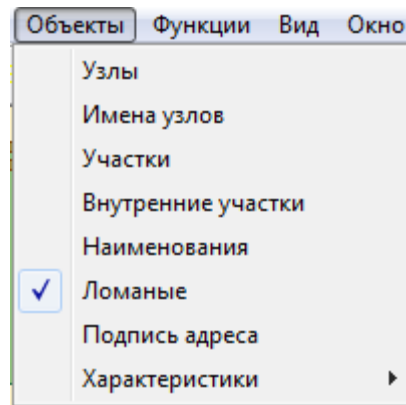 Объекты Функции Вид Окно
Узлы
Имена узлов
Участки
Внутренние участки
Наименования
Ломаные
Подпись адреса
Характеристики